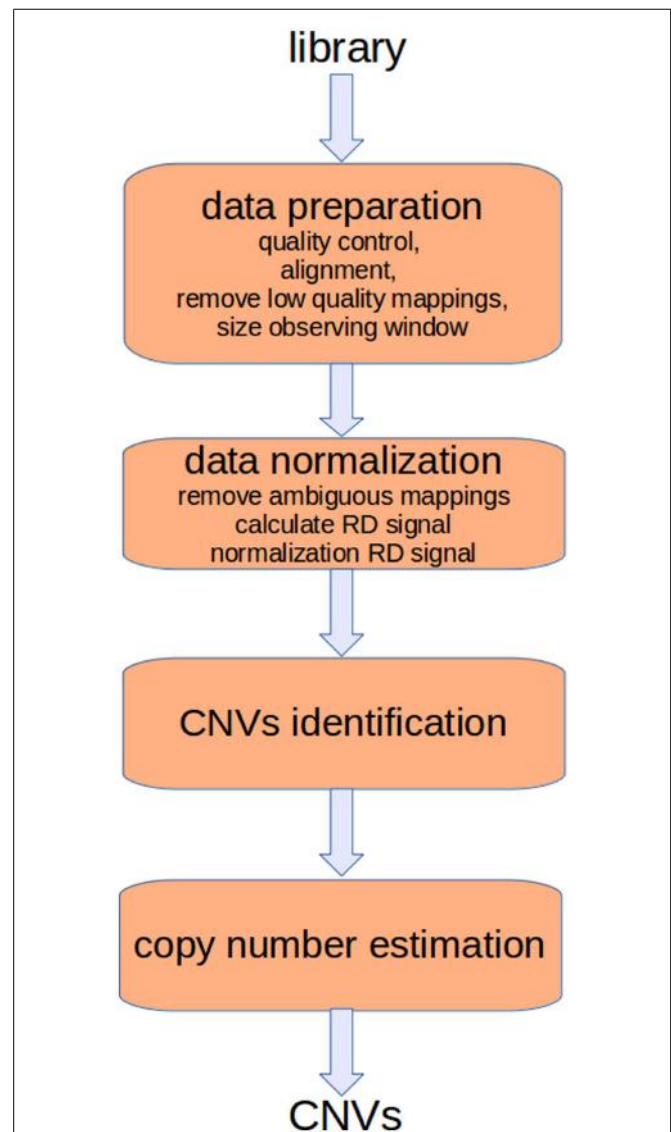 library
data preparation
quality control,
alignment,
remove low quality mappings,
size observing window
data normalization
remove ambiguous mappings
calculate RD signal
normalization RD signal
CNVs identification
copy number estimation
CNVs